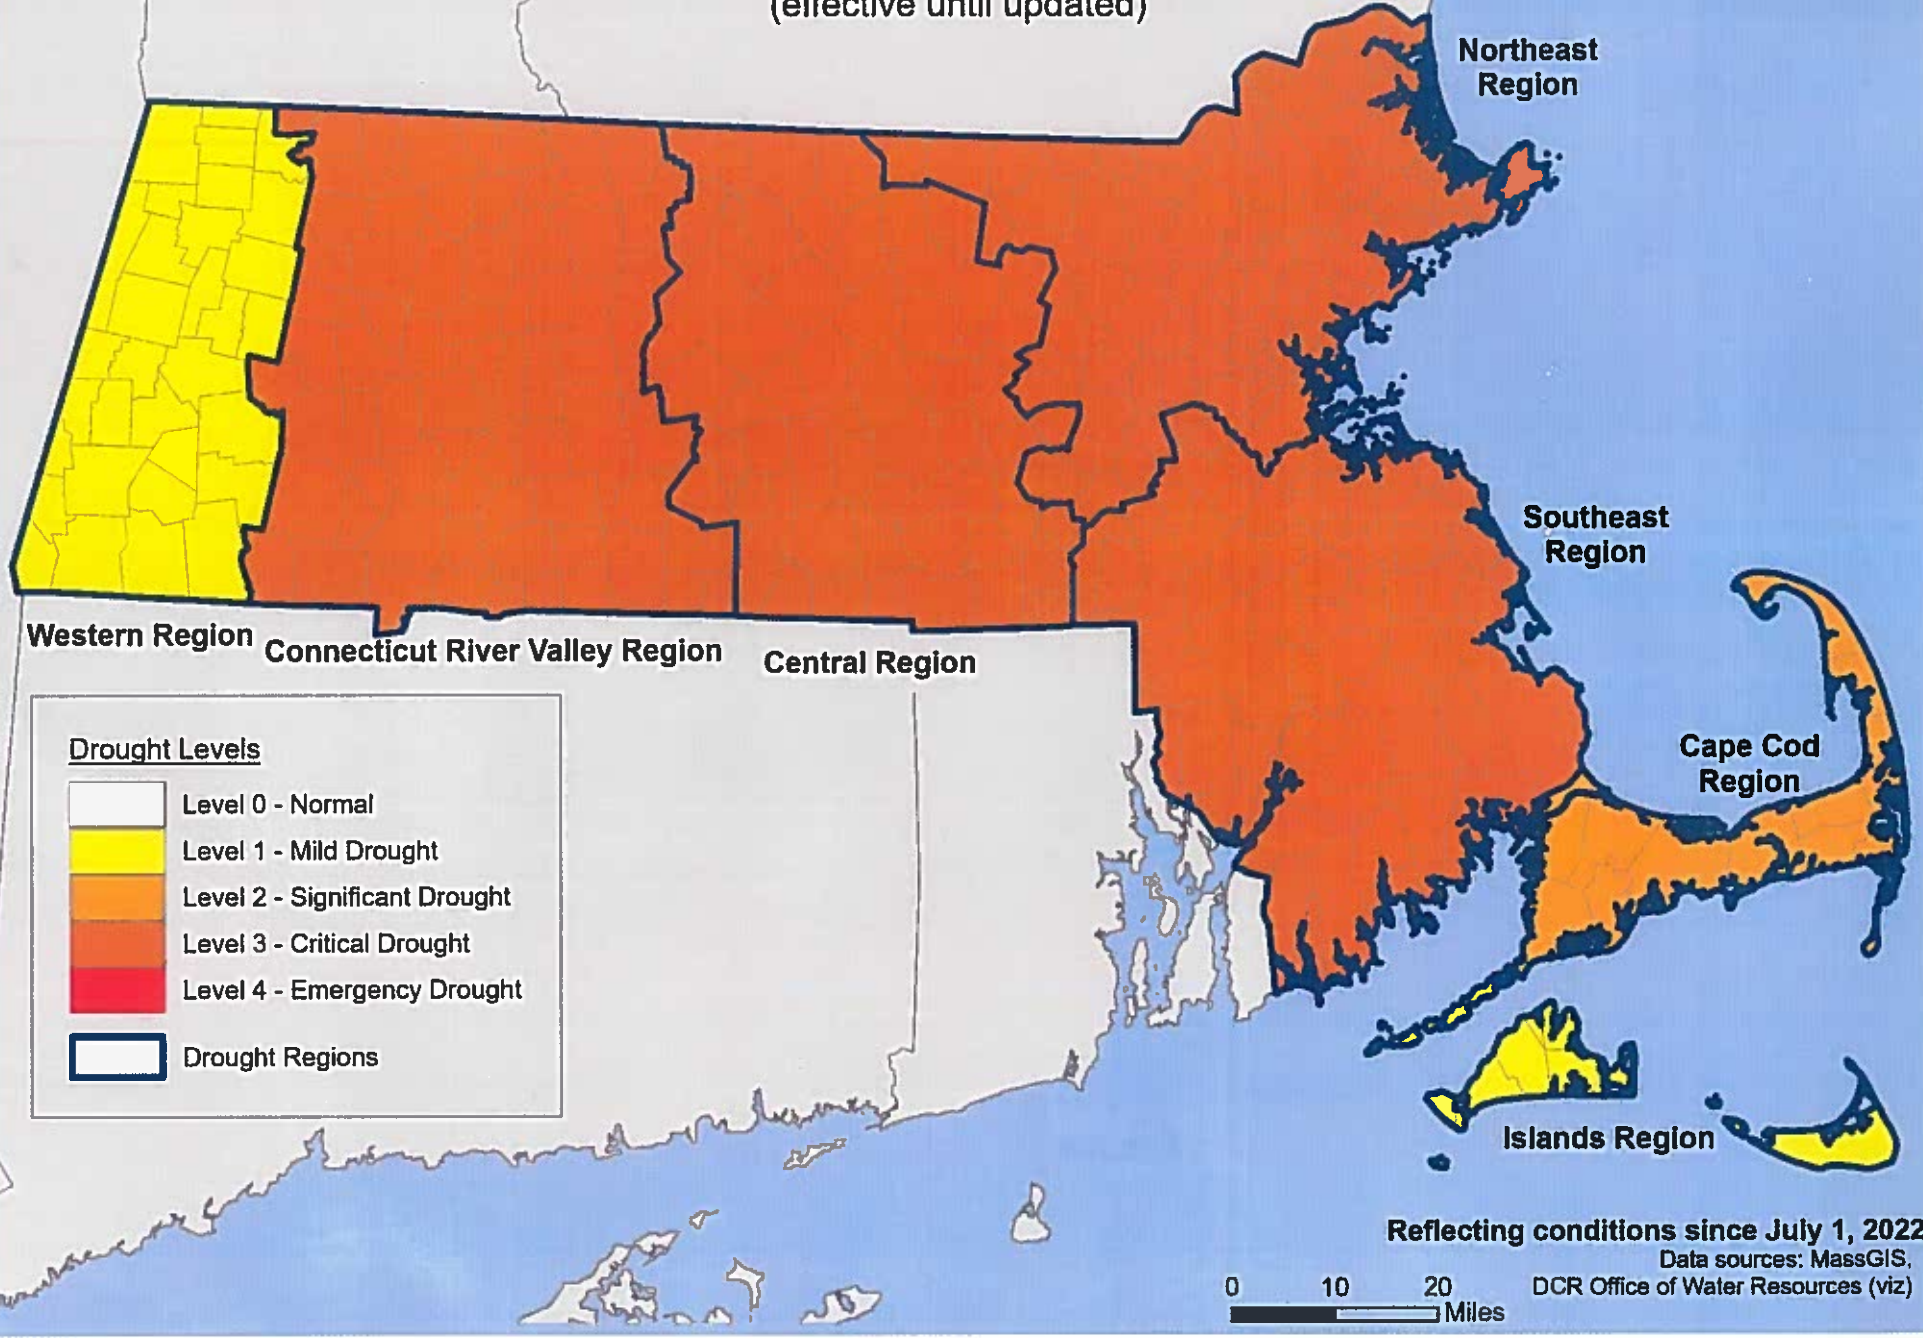 (effective until updated)
Northeast
Region
Southeast
Region
Western Region
Connecticut River Valley Region
Central Region
Cape Cod
Region
Drought Levels
Level 0 - Normal
Level 1 - Mild Drought
Level 2 - Significant Drought
Level 3 - Critical Drought
Level 4 - Emergency Drought
Drought Regions
Islands Region
Reflecting conditions since July 1, 2022
Data sources: MassGIS,
DCR Office of Water Resources (viz)
0 10 20
Miles